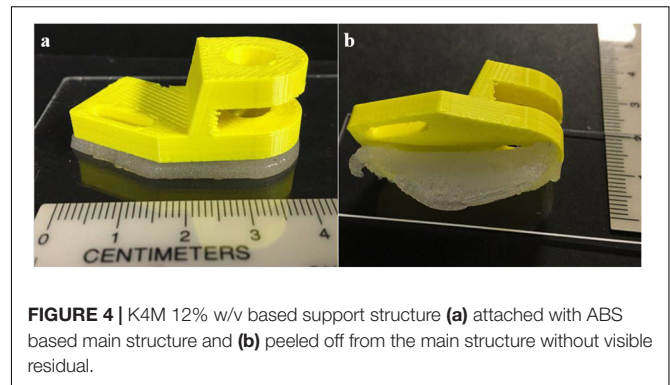 a
b
0 1 2 3 4
CENTIMETERS
FIGURE 4 | K4M 12% w/v based support structure (a) attached with ABS
based main structure and (b) peeled off from the main structure without visible
residual.